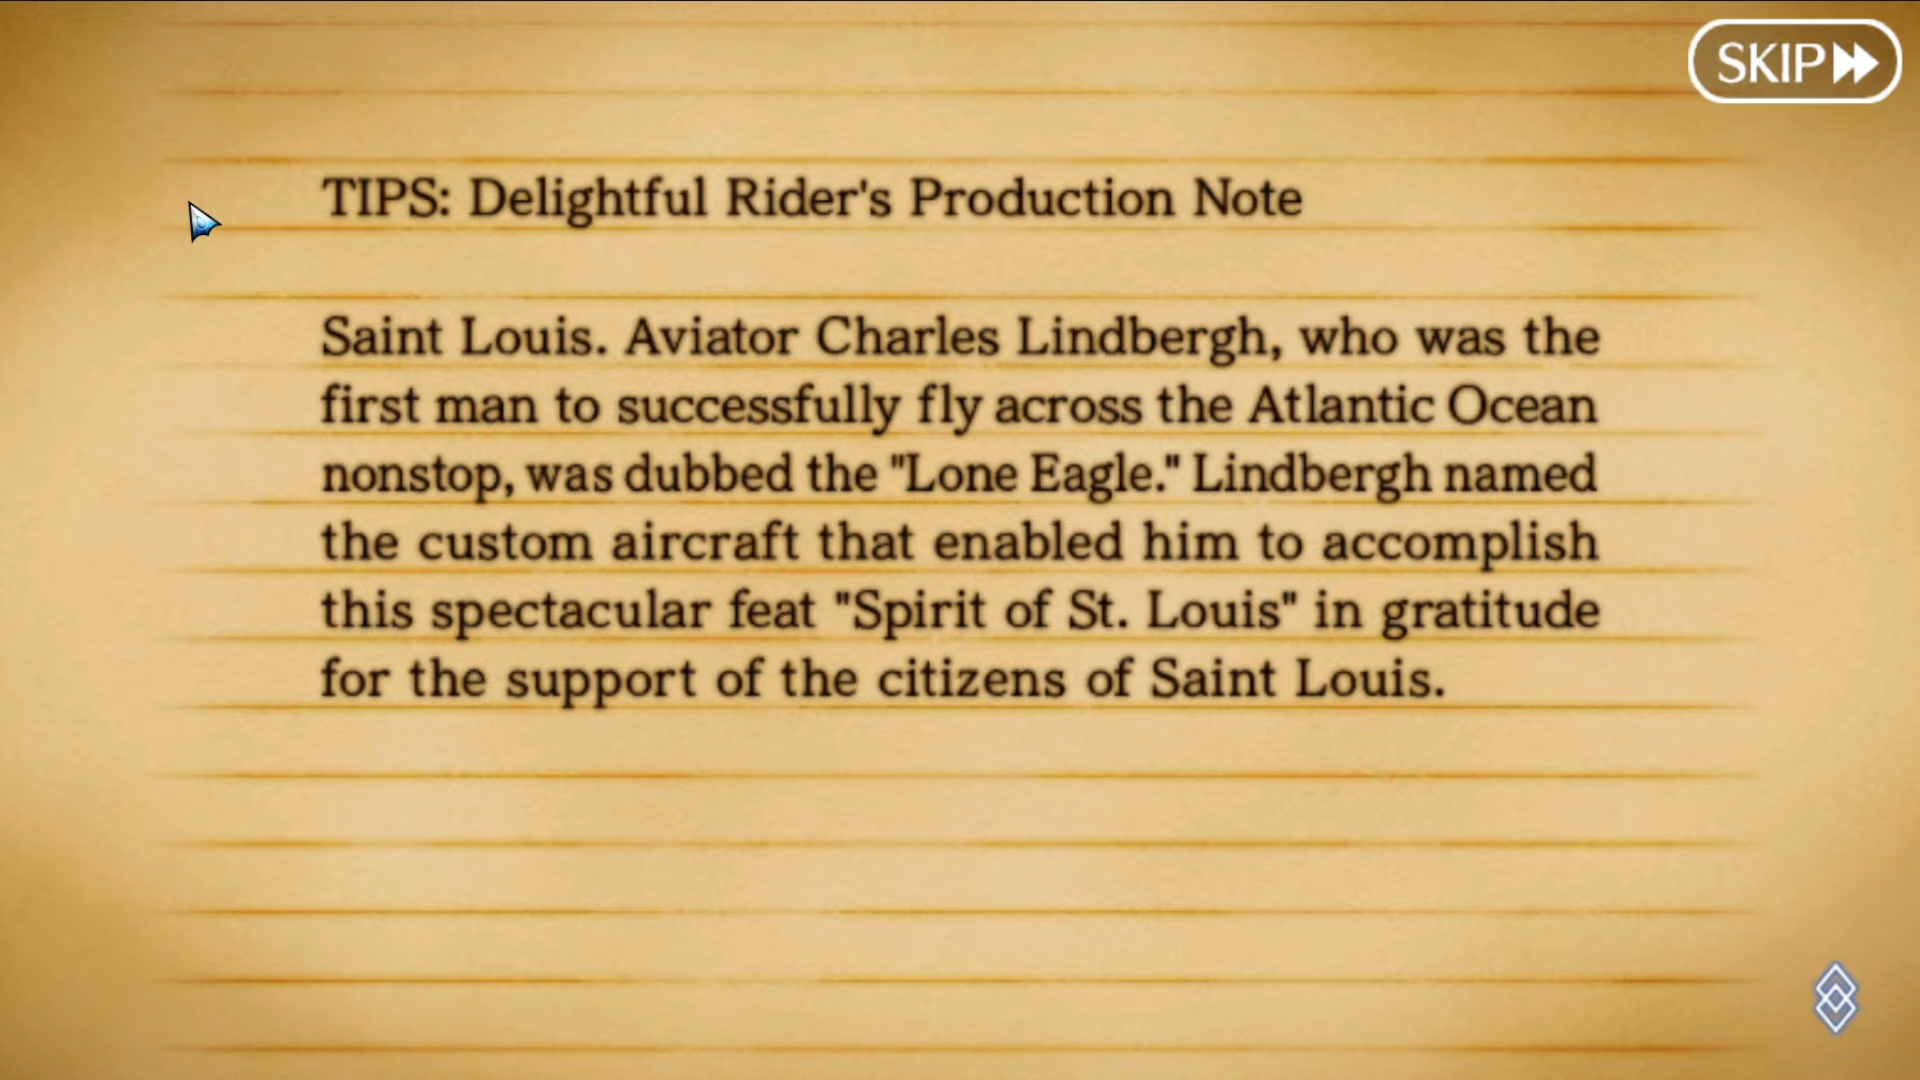 SKIP
TIPS: Delightful Rider's Production Note
Saint Louis. Aviator Charles Lindbergh, who was the
first man to successfully fly across the Atlantic Ocean
nonstop, was dubbed the "Lone Eagle." Lindbergh named
the custom aircraft that enabled him to accomplish
this spectacular feat "Spirit of St. Louis" in gratitude
for the support of the citizens of Saint Louis.